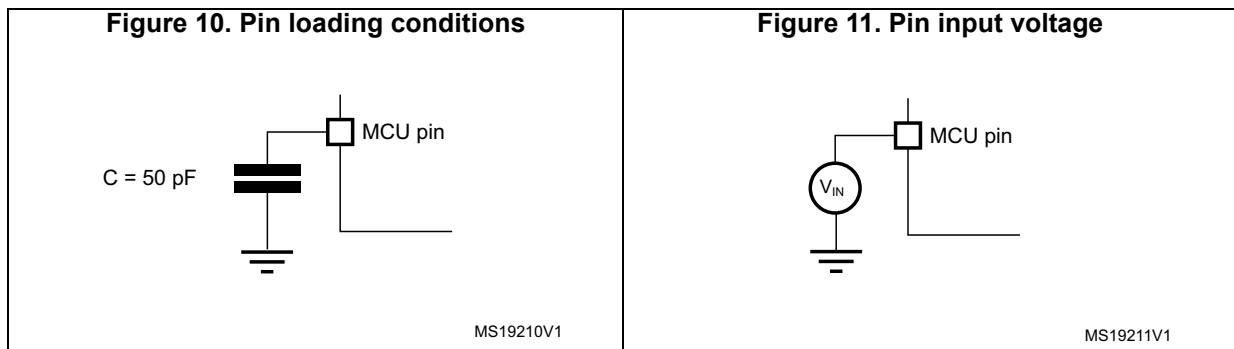 Figure 10. Pin loading conditions
MCU pin
C = 50 pF
MS19210V1
Figure 11. Pin input voltage
MCU pin
VIN
MS19211V1